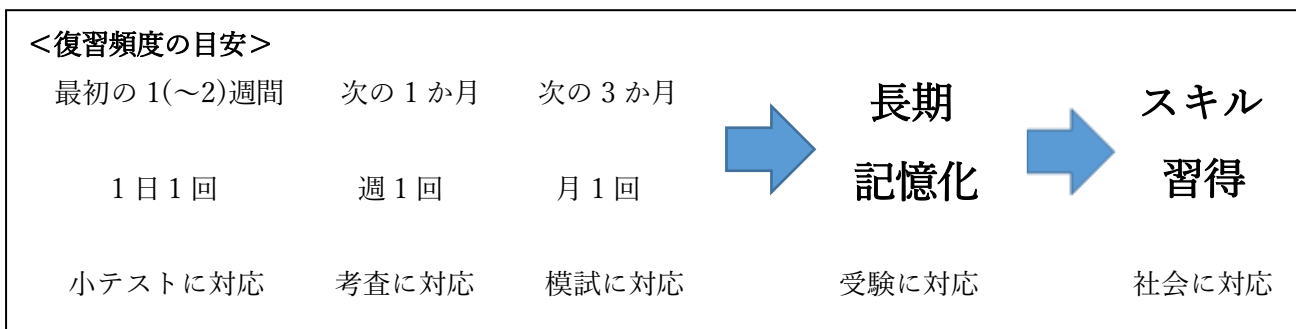 <復習頻度の目安>
最初の 1(~2)週間 次の 1 か月 次の 3 か月
長期 スキル
1 日 1 回 週 1 回 月 1 回
記憶化 習得
小テストに対応 考査に対応 模試に対応 受験に対応 社会に対応